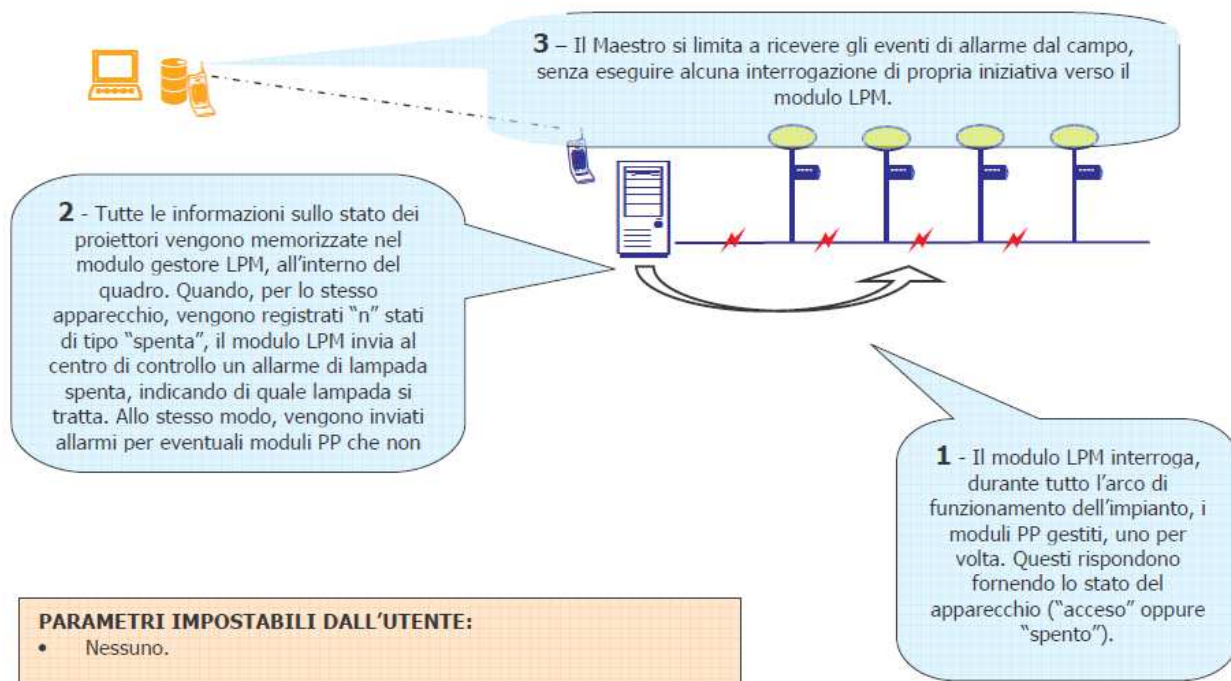 3 – Il Maestro si limita a ricevere gli eventi di allarme dal campo,
senza eseguire alcuna interrogazione di propria iniziativa verso il
modulo LPM.
2 - Tutte le informazioni sullo stato dei
proiettori vengono memorizzate nel
modulo gestore LPM, all’interno del
quadro. Quando, per lo stesso
apparecchio, vengono registrati “n” stati
di tipo “spenta”, il modulo LPM invia al
centro di controllo un allarme di lampada
spenta, indicando di quale lampada si
tratta. Allo stesso modo, vengono inviati
allarmi per eventuali moduli PP che non
1 - Il modulo LPM interroga,
durante tutto l’arco di
funzionamento dell’impianto, i
moduli PP gestiti, uno per
volta. Questi rispondono
fornendo lo stato del
apparecchio (“acceso” oppure
“spento”).
PARAMETRI IMPOSTABILI DALL’UTENTE:
• Nessuno.